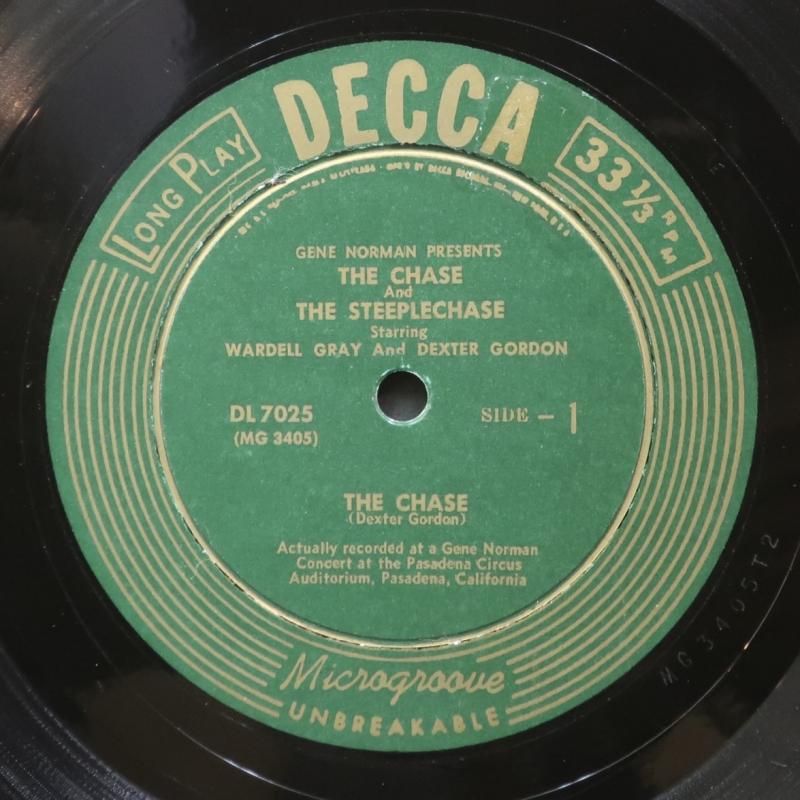 DECCA
LONG PLAY
33 1/3 RPM
GENE NORMAN PRESENTS
THE CHASE
And
THE STEEPLECHASE
Starring
WARDELL GRAY And DEXTER GORDON
DL 7025
SIDE - 1
(MG 3405)
THE CHASE
(Dexter Gordon)
Actually recorded at a Gene Norman
Concert at the Pasadena Circus
Auditorium, Pasadena, California
Microgroove
UNBREAKABLE
MG 3405T2